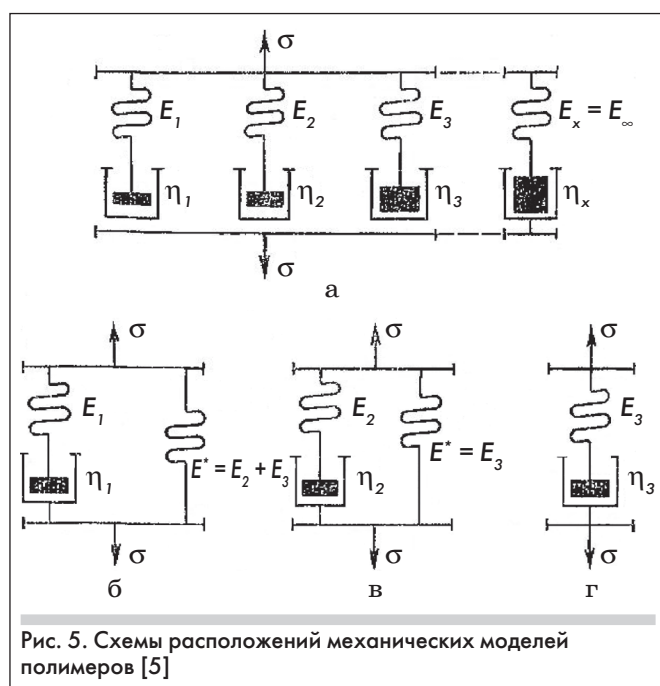 σ
E₁ E₂ E₃ Eₓ = E∞
η₁ η₂ η₃ ηₓ
σ
а
σ σ σ
E₁ E₂ E₃
E* = E₂ + E₃ E* = E₃
η₁ η₂ η₃
σ σ σ
б в г
Рис. 5. Схемы расположений механических моделей
полимеров [5]